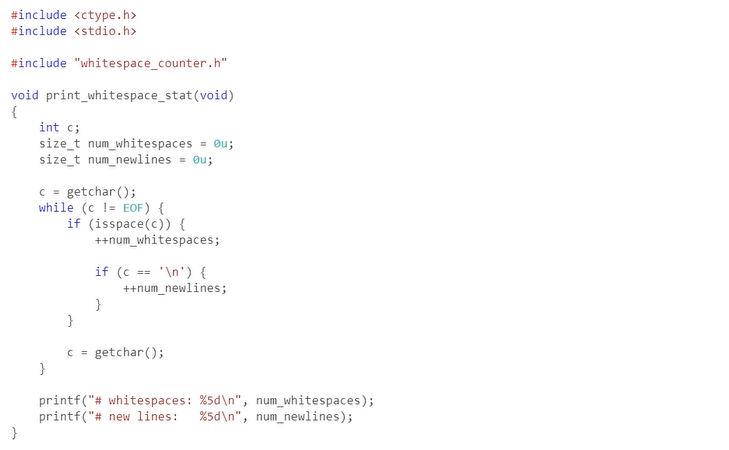 #include <ctype.h>
#include <stdio.h>

#include "whitespace_counter.h"

void print_whitespace_stat(void)
{
    int c;
    size_t num_whitespaces = 0u;
    size_t num_newlines = 0u;

    c = getchar();
    while (c != EOF) {
        if (isspace(c)) {
            ++num_whitespaces;

            if (c == '\n') {
                ++num_newlines;
            }
        }

        c = getchar();
    }

    printf("# whitespaces: %5d\n", num_whitespaces);
    printf("# new lines:   %5d\n", num_newlines);
}